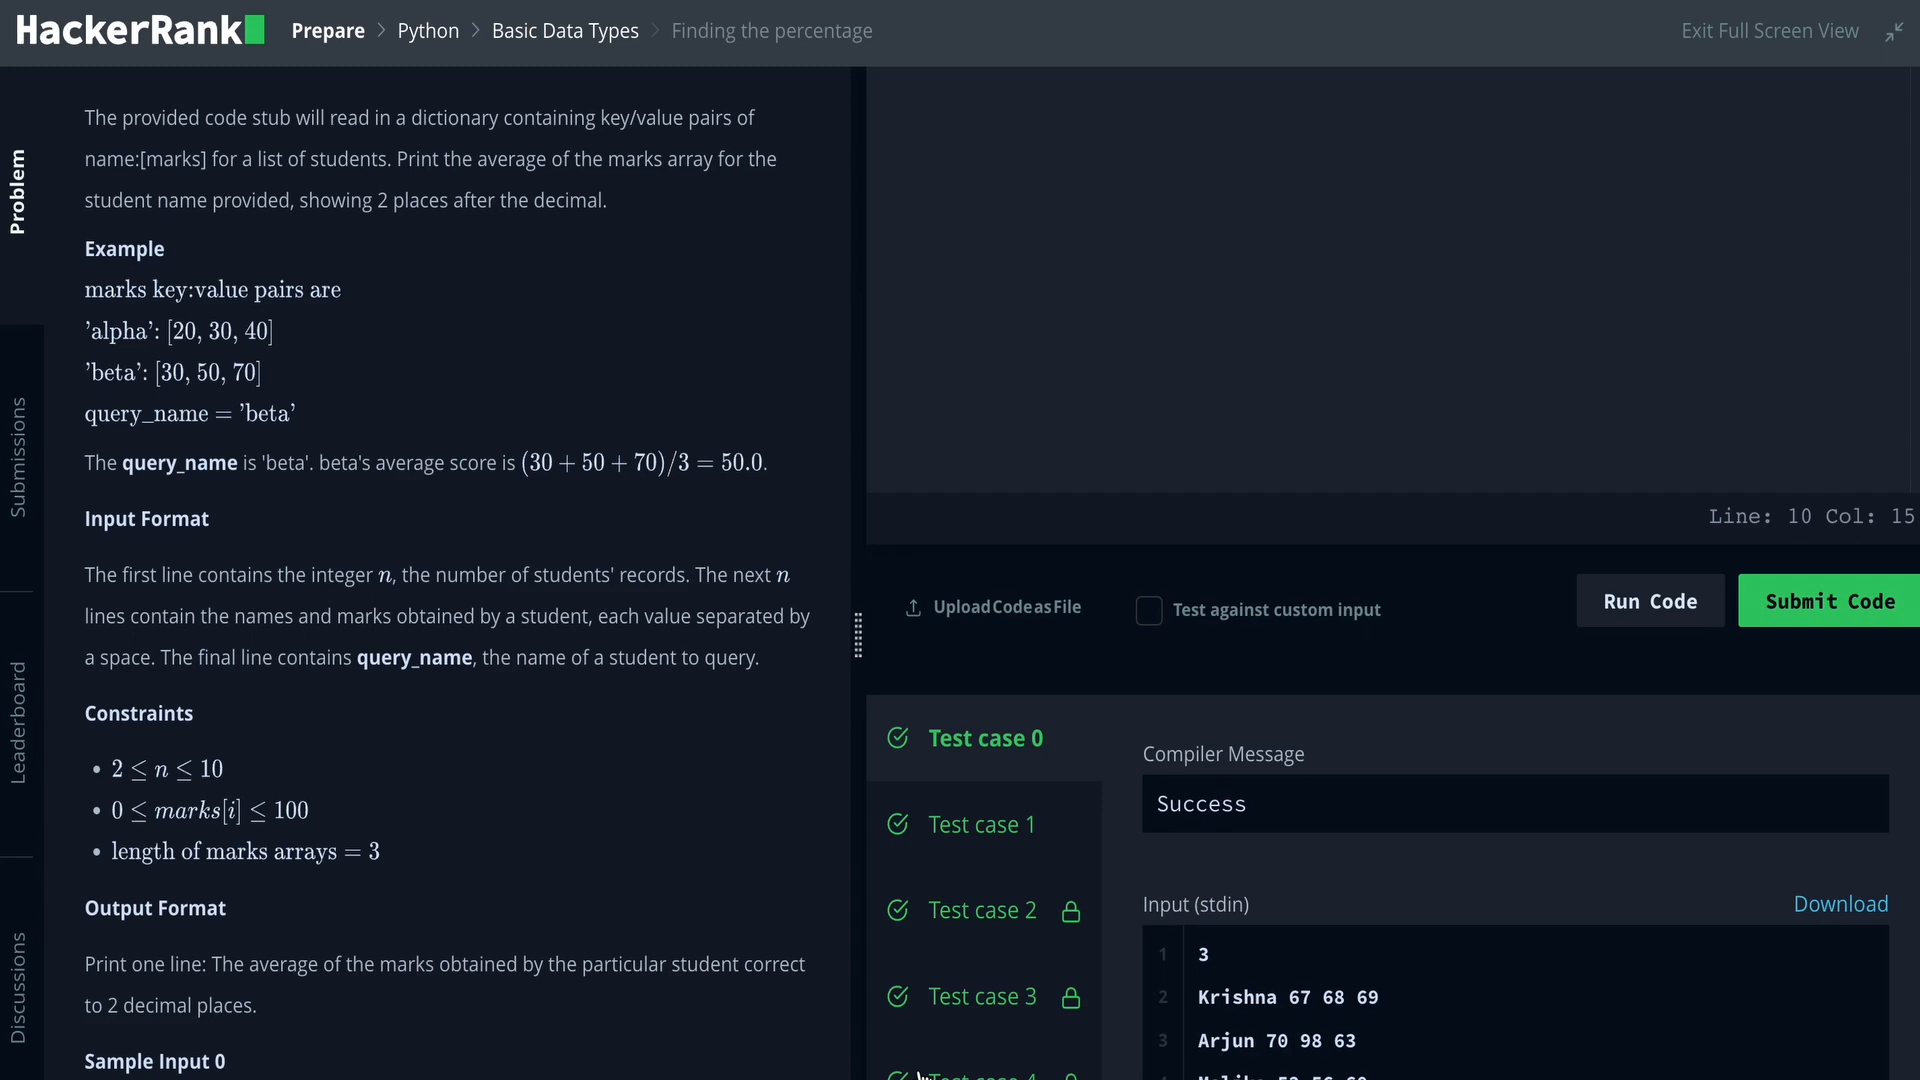 HackerRank
Prepare > Python > Basic Data Types > Finding the percentage
Exit Full Screen View
Problem
Submissions
Leaderboard
Discussions
The provided code stub will read in a dictionary containing key/value pairs of
name:[marks] for a list of students. Print the average of the marks array for the
student name provided, showing 2 places after the decimal.
Example
marks key:value pairs are
'alpha': [20, 30, 40]
'beta': [30, 50, 70]
query_name = 'beta'
The query_name is 'beta'. beta's average score is (30 + 50 + 70)/3 = 50.0.
Input Format
The first line contains the integer n, the number of students' records. The next n
lines contain the names and marks obtained by a student, each value separated by
a space. The final line contains query_name, the name of a student to query.
Constraints
• 2 ≤ n ≤ 10
• 0 ≤ marks[i] ≤ 100
• length of marks arrays = 3
Output Format
Print one line: The average of the marks obtained by the particular student correct
to 2 decimal places.
Sample Input 0
Line: 10 Col: 15
Upload Code as File
Test against custom input
Run Code
Submit Code
Test case 0
Test case 1
Test case 2
Test case 3
Test case 4
Compiler Message
Success
Input (stdin)
Download
1 3
2 Krishna 67 68 69
3 Arjun 70 98 63